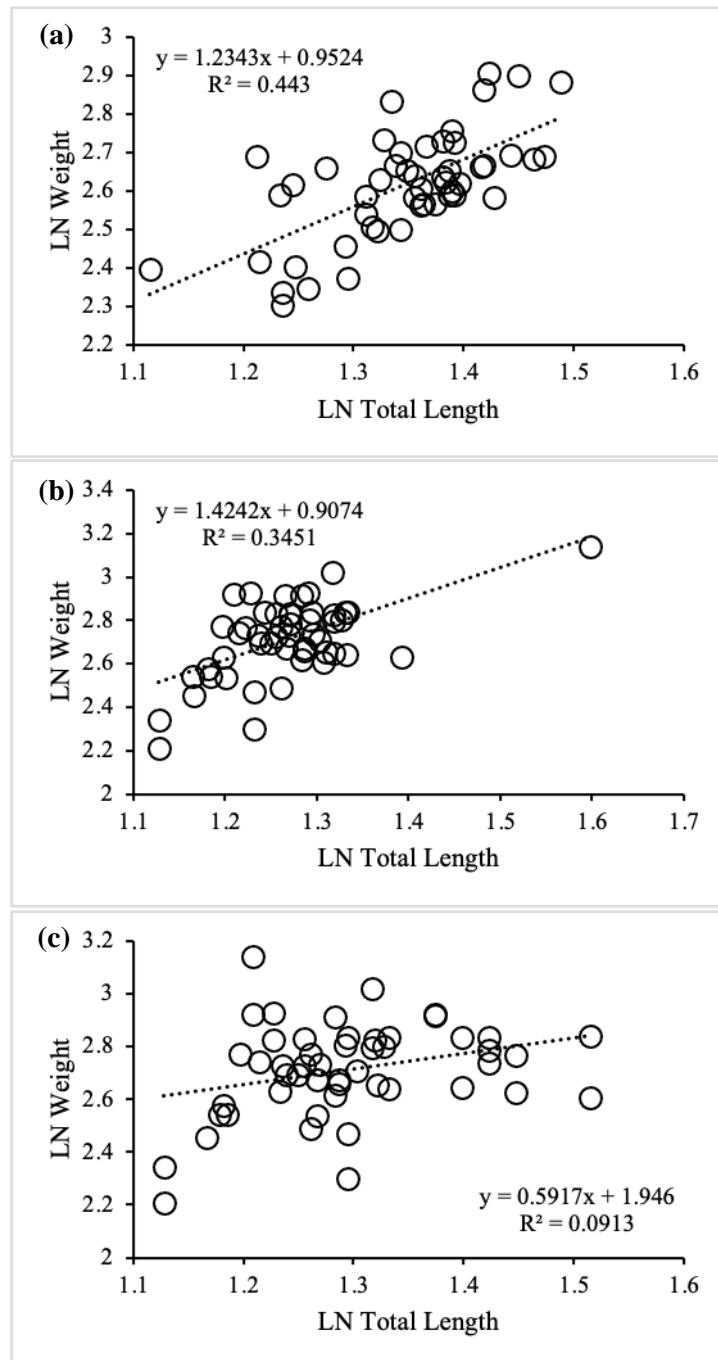 (a)
y = 1.2343x + 0.9524
R² = 0.443
LN Weight
3
2.9
2.8
2.7
2.6
2.5
2.4
2.3
2.2
1.1 1.2 1.3 1.4 1.5 1.6
LN Total Length
(b)
y = 1.4242x + 0.9074
R² = 0.3451
LN Weight
3.4
3.2
3
2.8
2.6
2.4
2.2
2
1.1 1.2 1.3 1.4 1.5 1.6 1.7
LN Total Length
(c)
LN Weight
3.2
3
2.8
2.6
2.4
2.2
2
y = 0.5917x + 1.946
R² = 0.0913
1.1 1.2 1.3 1.4 1.5 1.6
LN Total Length